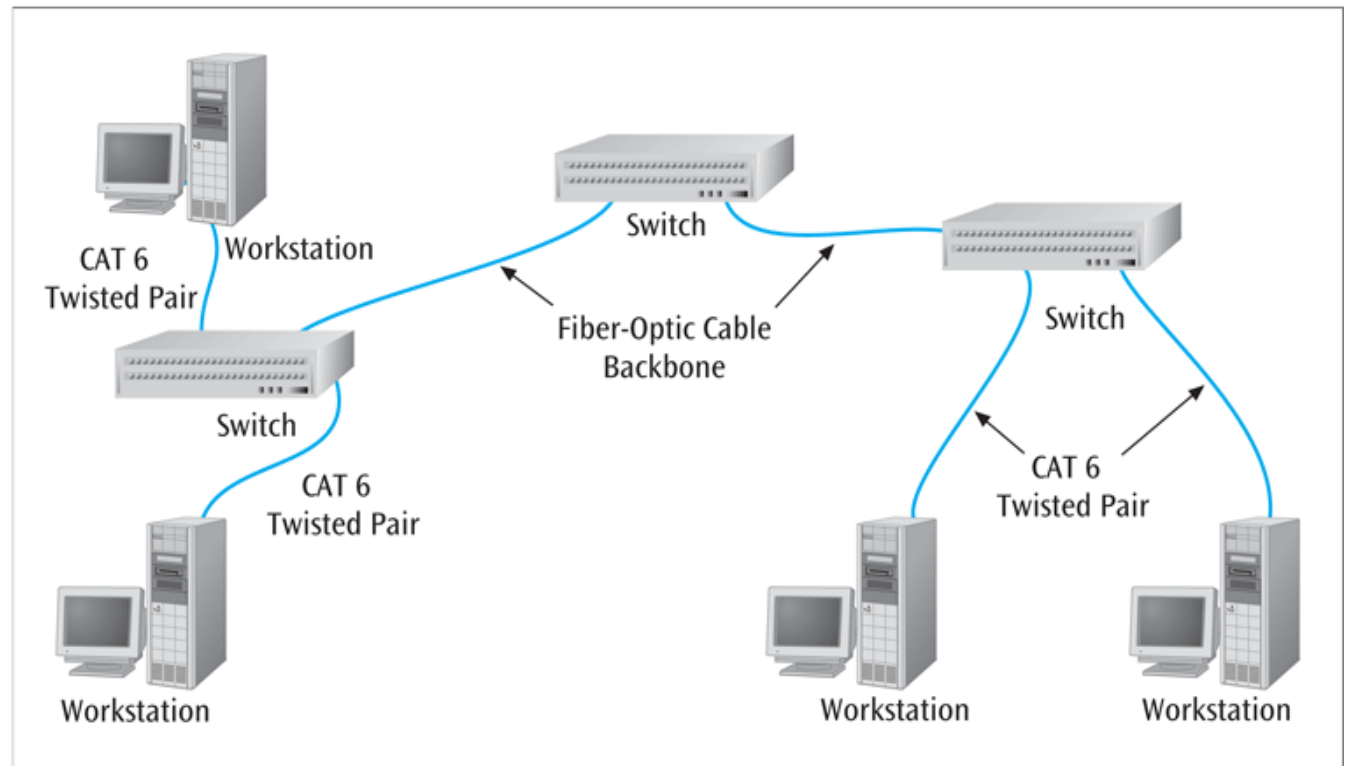 Workstation
CAT 6
Twisted Pair
Switch
CAT 6
Twisted Pair
Workstation
Switch
Fiber-Optic Cable
Backbone
Switch
CAT 6
Twisted Pair
Workstation
Workstation